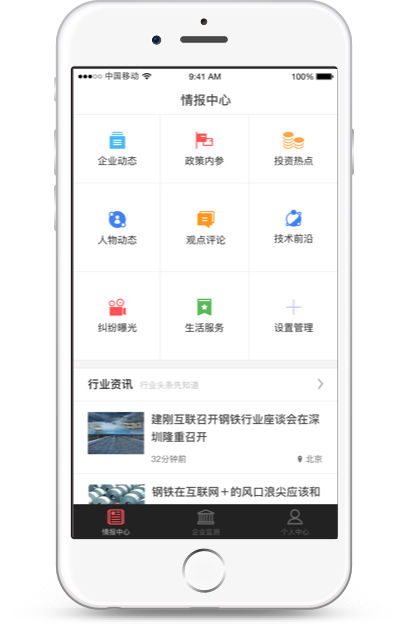 中国移动 9:41 AM 100%
情报中心
企业动态 政策内参 投资热点
人物动态 观点评论 技术前沿
纠纷曝光 生活服务 设置管理
行业资讯 行业头条先知道
建刚互联召开钢铁行业座谈会在深
圳隆重召开
32分钟前 北京
钢铁在互联网＋的风口浪尖应该和
情报中心 企业监测 个人中心